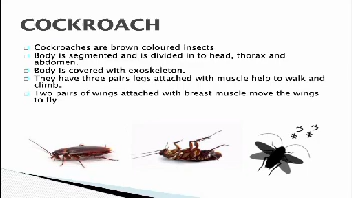 COCKROACH
Cockroaches are brown coloured insects
Body is segmented and is divided in to head, thorax and
abdomen.
Body is covered with exoskeleton.
They have three pairs legs attached with muscle help to walk and
climb.
Two pairs of wings attached with breast muscle move the wings
to fly